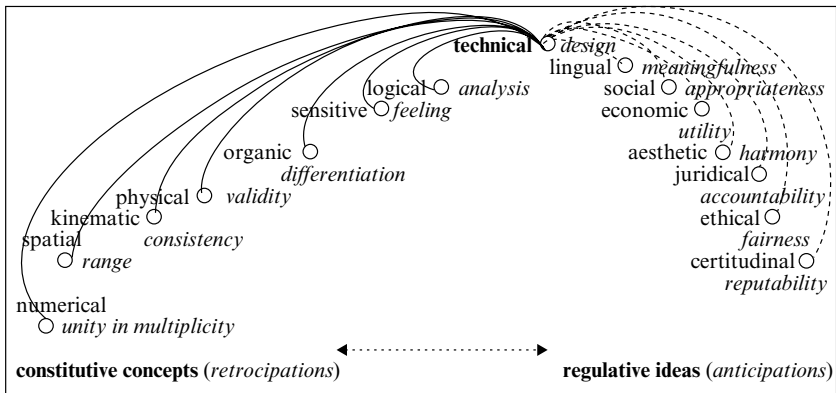 technical design
lingual meaningfulness
logical analysis
social appropriateness
sensitive feeling
economic
utility
organic
aesthetic harmony
differentiation
juridical
physical validity
accountability
kinematic
ethical
spatial
consistency
fairness
range
certitudinal
reputability
numerical
unity in multiplicity
constitutive concepts (retrocipations)
regulative ideas (anticipations)